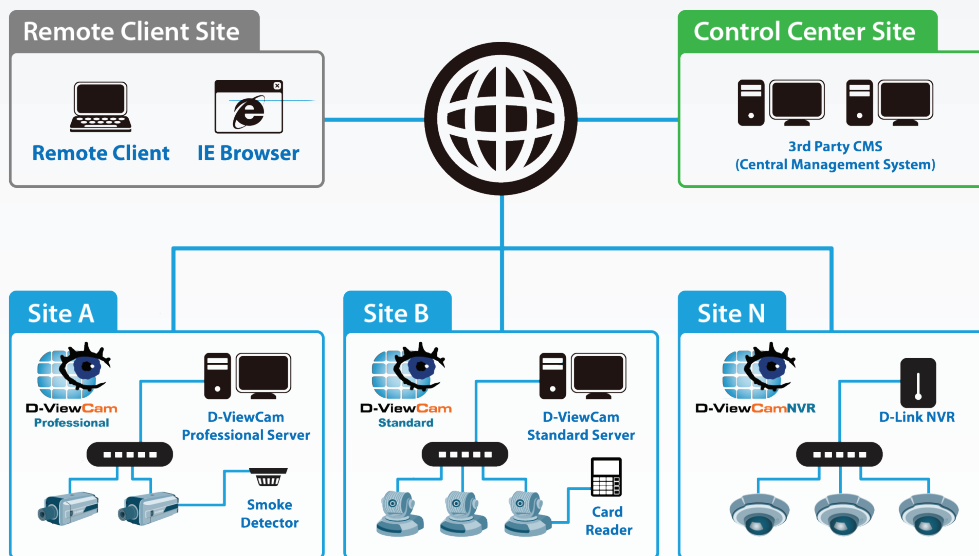 Remote Client Site
Control Center Site
Remote Client
IE Browser
3rd Party CMS
(Central Management System)
Site A
Site B
Site N
D-ViewCam
Professional
D-ViewCam
Professional Server
Smoke
Detector
D-ViewCam
Standard
D-ViewCam
Standard Server
Card
Reader
D-ViewCamNVR
D-Link NVR